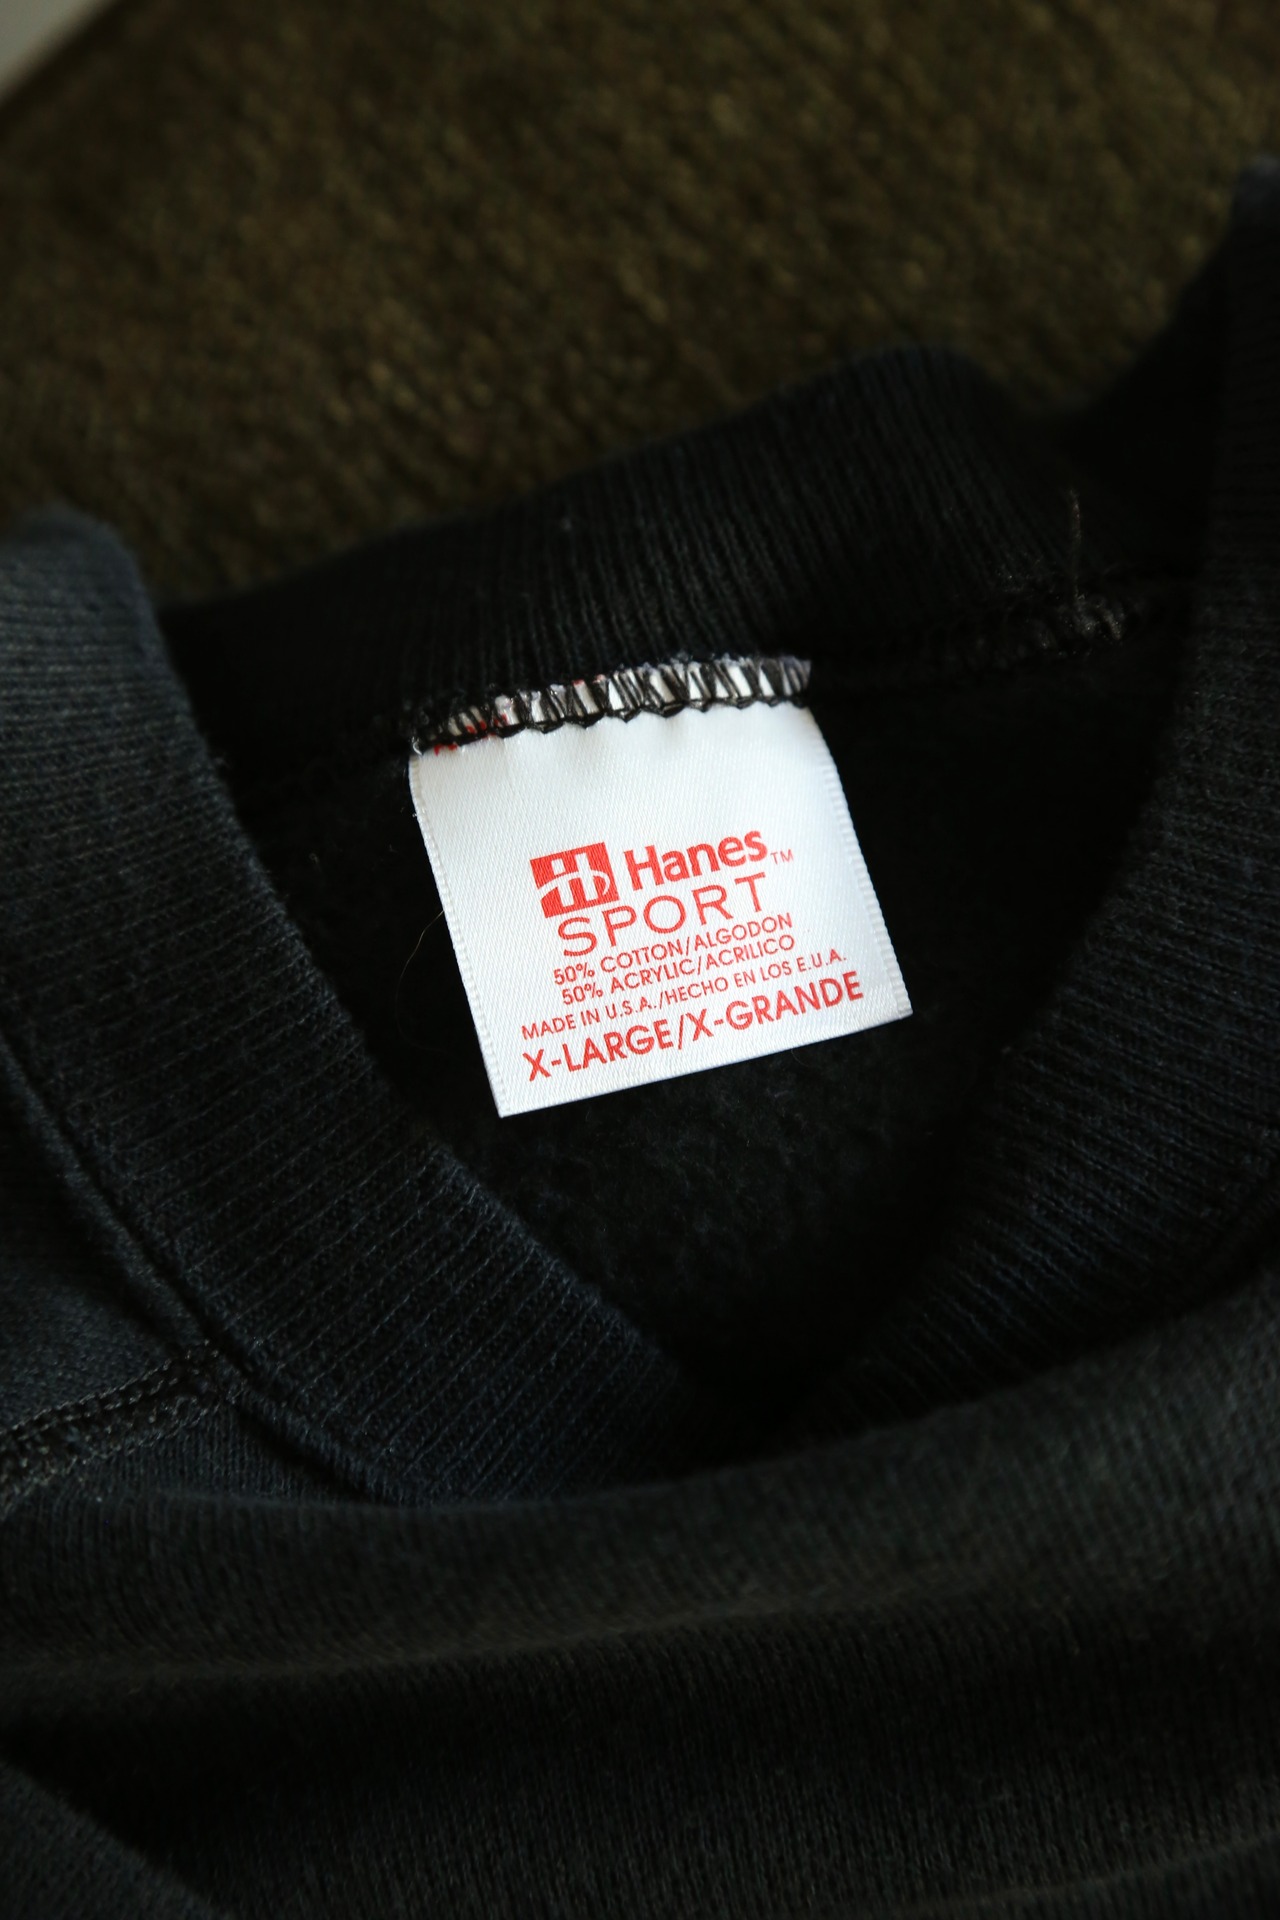 Hanes™
SPORT
50% COTTON/ALGODON
50% ACRYLIC/ACRILICO
MADE IN U.S.A./HECHO EN LOS E.U.A.
X-LARGE/X-GRANDE